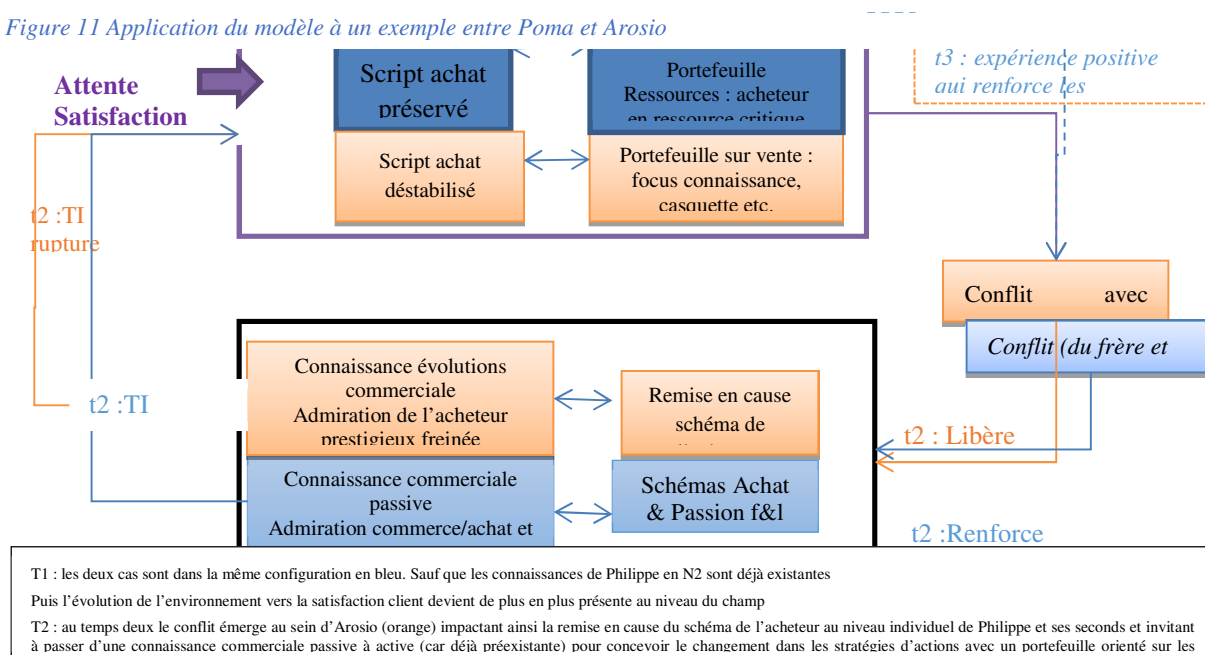 Figure 11 Application du modèle à un exemple entre Poma et Arosio
Attente
Satisfaction
Script achat
préservé
Portefeuille
Ressources : acheteur
en ressource critique
t3 : expérience positive
aui renforce les
Script achat
déstabilisé
Portefeuille sur vente :
focus connaissance,
casquette etc.
t2 :TI
rupture
Conflit avec
Conflit (du frère et
Connaissance évolutions
commerciale
Admiration de l’acheteur
prestigieux freinée
Remise en cause
schéma de
t2 :TI
t2 : Libère
Connaissance commerciale
passive
Admiration commerce/achat et
Schémas Achat
& Passion f&l
t2 :Renforce
T1 : les deux cas sont dans la même configuration en bleu. Sauf que les connaissances de Philippe en N2 sont déjà existantes
Puis l’évolution de l’environnement vers la satisfaction client devient de plus en plus présente au niveau du champ
T2 : au temps deux le conflit émerge au sein d’Arosio (orange) impactant ainsi la remise en cause du schéma de l’acheteur au niveau individuel de Philippe et ses seconds et invitant
à passer d’une connaissance commerciale passive à active (car déjà préexistante) pour concevoir le changement dans les stratégies d’actions avec un portefeuille orienté sur les